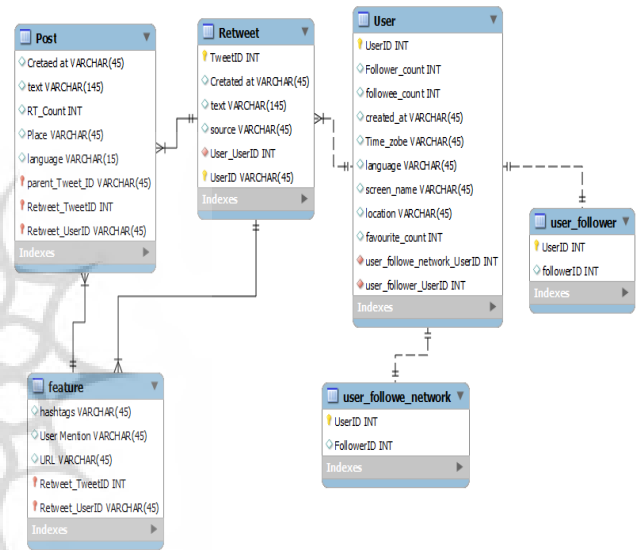 Post
Cretaed at VARCHAR(45)
text VARCHAR(145)
RT_Count INT
Place VARCHAR(45)
language VARCHAR(15)
parent_Tweet_ID VARCHAR(45)
Retweet_TweetID INT
Retweet_UserID VARCHAR(45)
Indexes
Retweet
TweetID INT
Cretated at VARCHAR(45)
text VARCHAR(145)
source VARCHAR(45)
User_UserID INT
UserID VARCHAR(45)
Indexes
User
UserID INT
Follower_count INT
followee_count INT
created_at VARCHAR(45)
Time_zobe VARCHAR(45)
language VARCHAR(45)
screen_name VARCHAR(45)
location VARCHAR(45)
favourite_count INT
user_followe_network_UserID INT
user_followe_UserID INT
Indexes
user_follower
UserID INT
followerID INT
Indexes
feature
hashtags VARCHAR(45)
User Mention VARCHAR(45)
URL VARCHAR(45)
Retweet_TweetID INT
Retweet_UserID VARCHAR(45)
Indexes
user_followe_network
UserID INT
FollowerID INT
Indexes